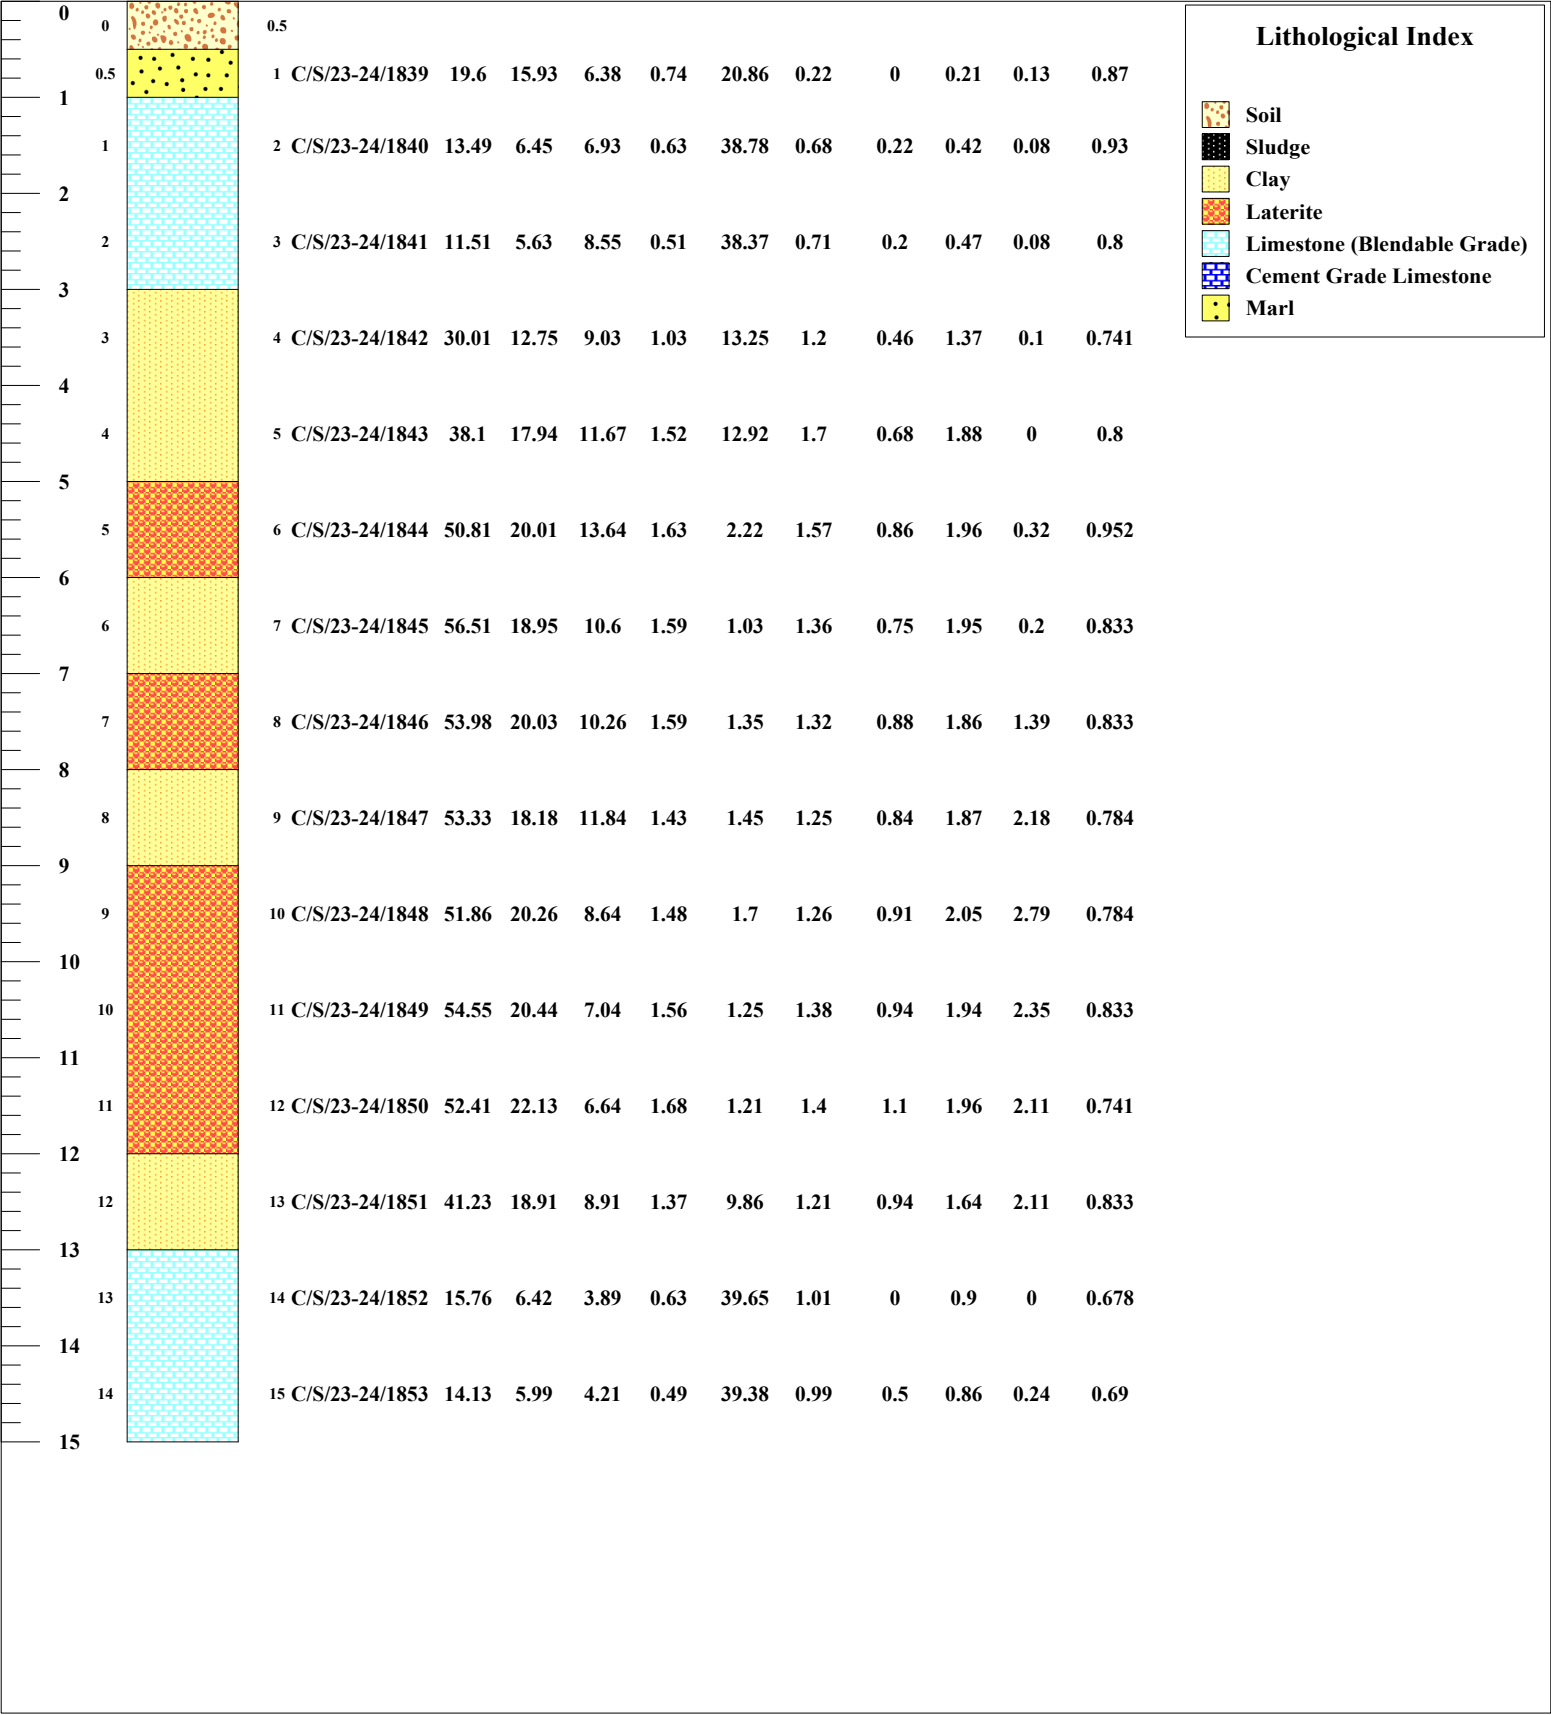 0
0 0.5
Lithological Index
0.5 1 C/S/23-24/1839 19.6 15.93 6.38 0.74 20.86 0.22 0 0.21 0.13 0.87
1
Soil
1 2 C/S/23-24/1840 13.49 6.45 6.93 0.63 38.78 0.68 0.22 0.42 0.08 0.93
Sludge
Clay
2
Laterite
2 3 C/S/23-24/1841 11.51 5.63 8.55 0.51 38.37 0.71 0.2 0.47 0.08 0.8
Limestone (Blendable Grade)
Cement Grade Limestone
3
Marl
3 4 C/S/23-24/1842 30.01 12.75 9.03 1.03 13.25 1.2 0.46 1.37 0.1 0.741
4
4 5 C/S/23-24/1843 38.1 17.94 11.67 1.52 12.92 1.7 0.68 1.88 0 0.8
5
5 6 C/S/23-24/1844 50.81 20.01 13.64 1.63 2.22 1.57 0.86 1.96 0.32 0.952
6
6 7 C/S/23-24/1845 56.51 18.95 10.6 1.59 1.03 1.36 0.75 1.95 0.2 0.833
7
7 8 C/S/23-24/1846 53.98 20.03 10.26 1.59 1.35 1.32 0.88 1.86 1.39 0.833
8
8 9 C/S/23-24/1847 53.33 18.18 11.84 1.43 1.45 1.25 0.84 1.87 2.18 0.784
9
9 10 C/S/23-24/1848 51.86 20.26 8.64 1.48 1.7 1.26 0.91 2.05 2.79 0.784
10
10 11 C/S/23-24/1849 54.55 20.44 7.04 1.56 1.25 1.38 0.94 1.94 2.35 0.833
11
11 12 C/S/23-24/1850 52.41 22.13 6.64 1.68 1.21 1.4 1.1 1.96 2.11 0.741
12
12 13 C/S/23-24/1851 41.23 18.91 8.91 1.37 9.86 1.21 0.94 1.64 2.11 0.833
13
13 14 C/S/23-24/1852 15.76 6.42 3.89 0.63 39.65 1.01 0 0.9 0 0.678
14
14 15 C/S/23-24/1853 14.13 5.99 4.21 0.49 39.38 0.99 0.5 0.86 0.24 0.69
15